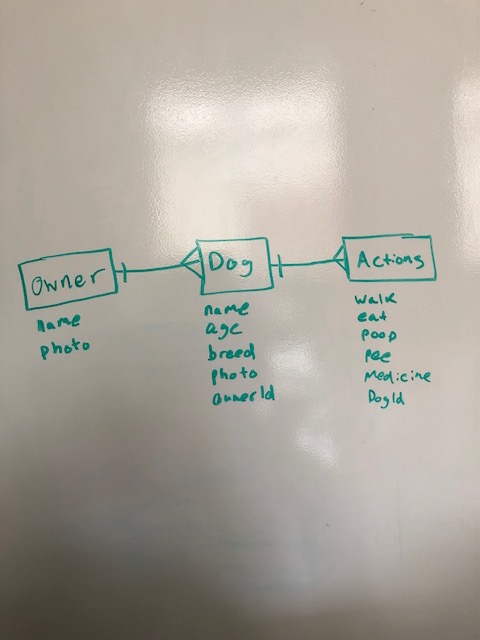 Owner
name
photo
Dog
name
age
breed
photo
ownerId
Actions
walk
eat
poop
pee
Medicine
DogId